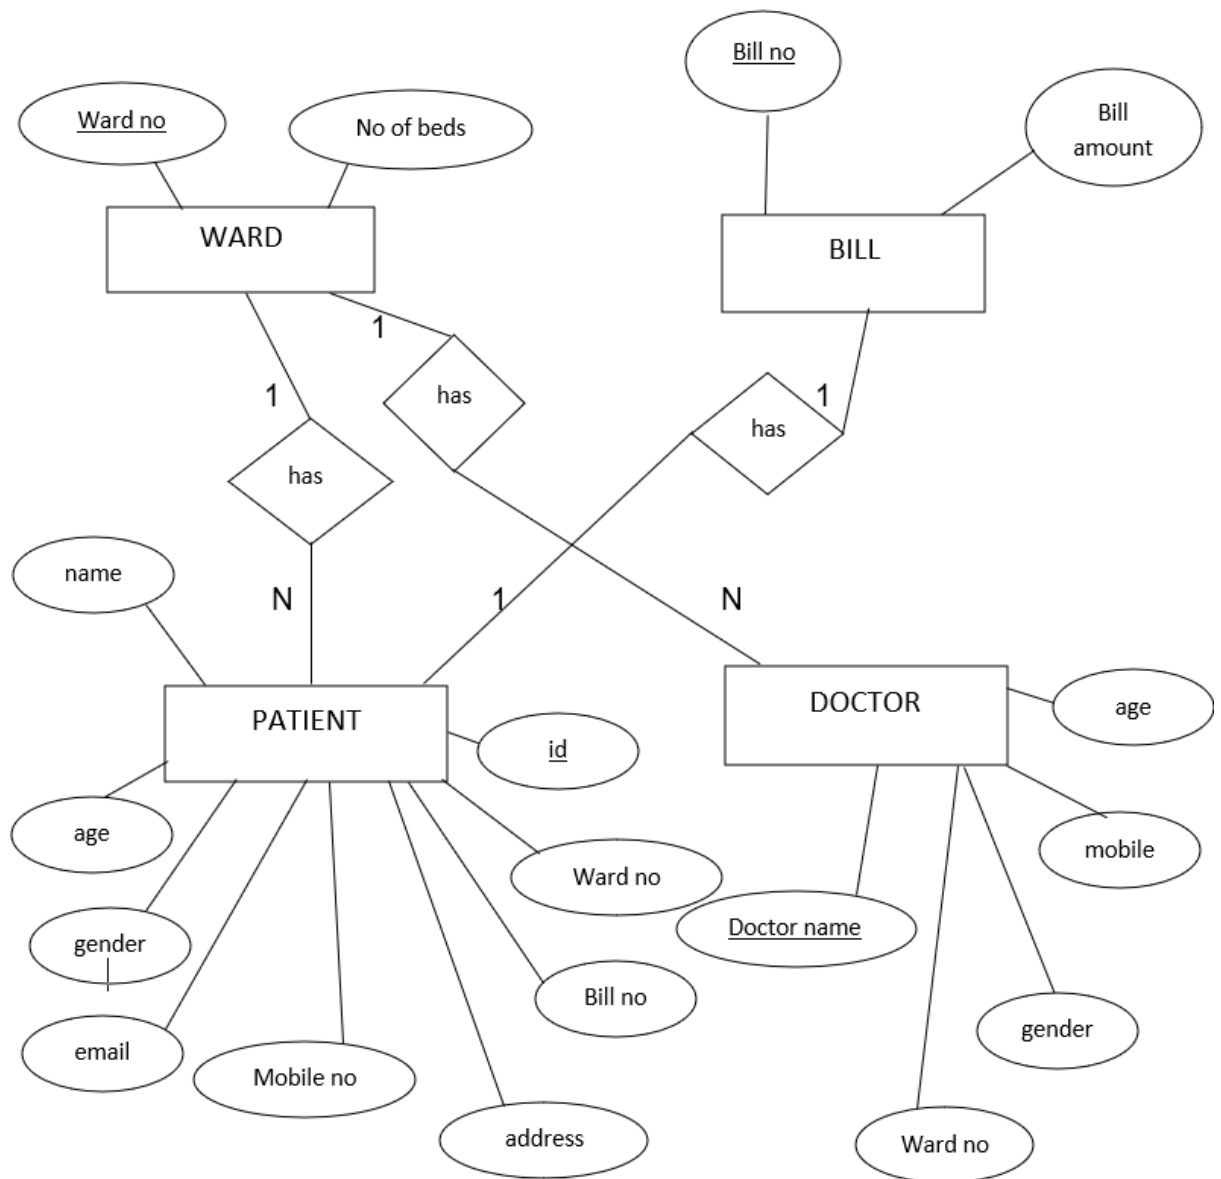 Bill no
Ward no
No of beds
Bill
amount
WARD
BILL
1
1
has
1
has
has
name
N
1
N
PATIENT
DOCTOR
age
id
age
Ward no
mobile
gender
Doctor name
Bill no
gender
email
Mobile no
address
Ward no